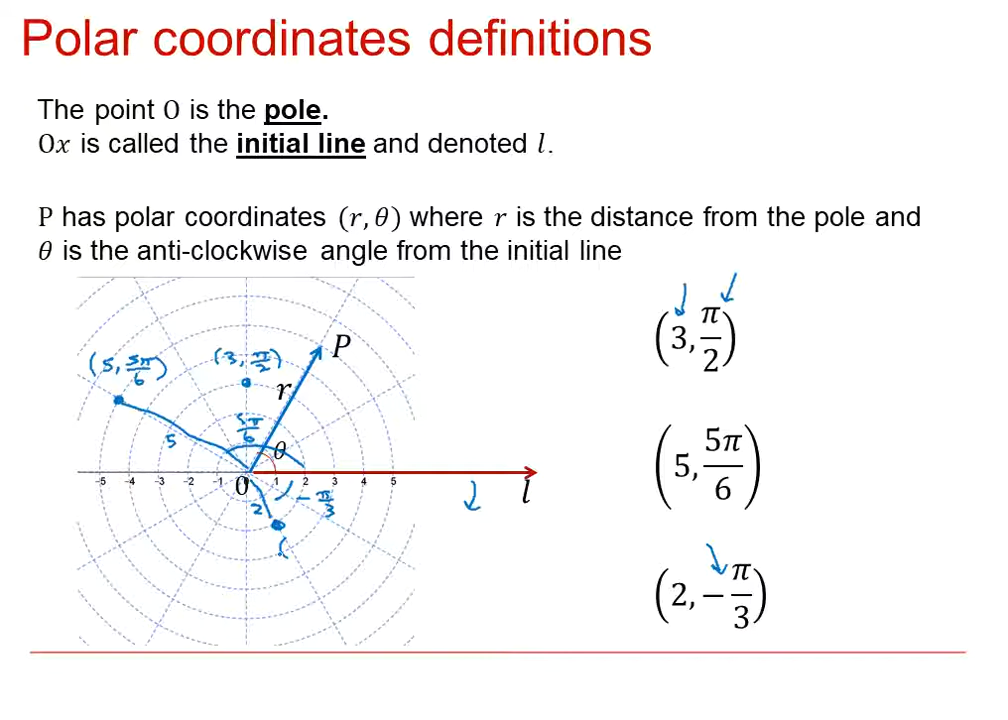 Polar coordinates definitions
The point O is the pole.
Ox is called the initial line and denoted l.
P has polar coordinates (r, θ) where r is the distance from the pole and
θ is the anti-clockwise angle from the initial line
(3, π/2)
(5, 5π/6)
(2, −π/3)
P
(5, 5π/6)
(3, π/2)
r
5π/6
5
θ
-5 -4 -3 -2 -1 O 1 2 3 4 5
l
2
-π/3
(